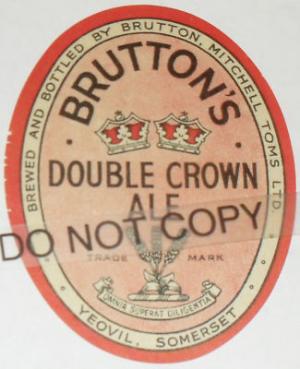 BREWED AND BOTTLED BY BRUTTON, MITCHELL TOMS LTD.
BRUTTON'S
DOUBLE CROWN
ALE
DO NOT COPY
TRADE MARK
OMNIA SUPERAT DILIGENTIA
YEOVIL, SOMERSET